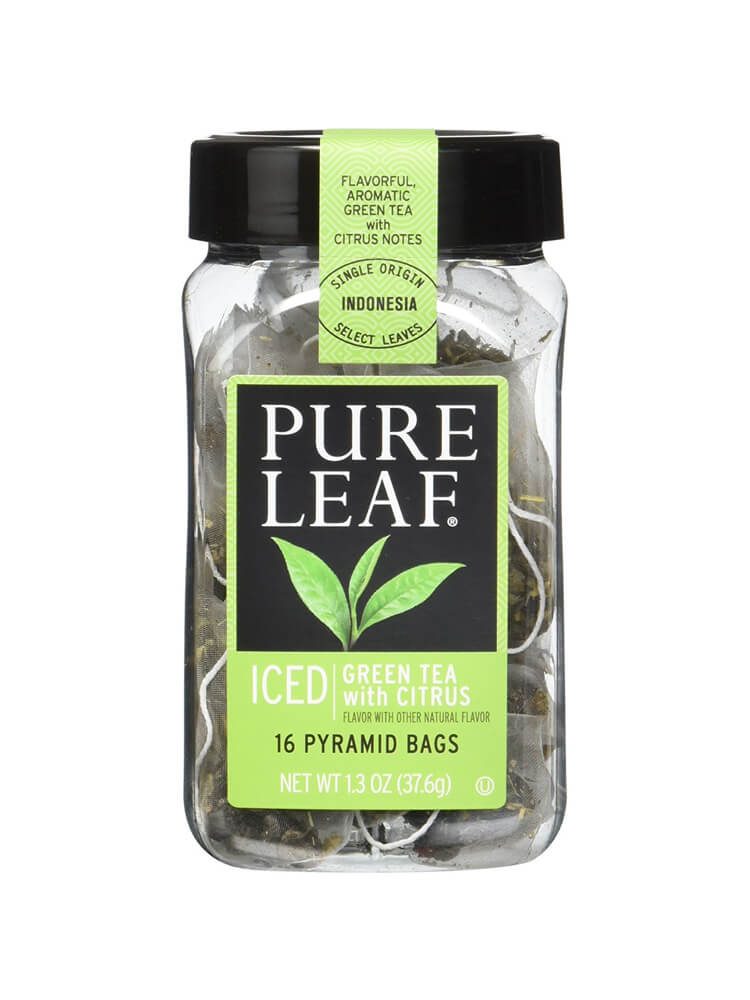 FLAVORFUL,
AROMATIC
GREEN TEA
with
CITRUS NOTES
SINGLE ORIGIN
INDONESIA
SELECT LEAVES
PURE
LEAF®
ICED
GREEN TEA
with CITRUS
FLAVOR WITH OTHER NATURAL FLAVOR
16 PYRAMID BAGS
NET WT 1.3 OZ (37.6g)
U